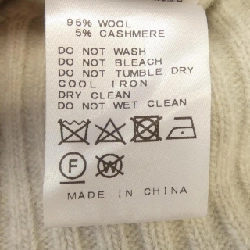 95% WOOL
5% CASHMERE
DO NOT WASH
DO NOT BLEACH
DO NOT TUMBLE DRY
COOL IRON
DRY CLEAN
DO NOT WET CLEAN
F W
MADE IN CHINA